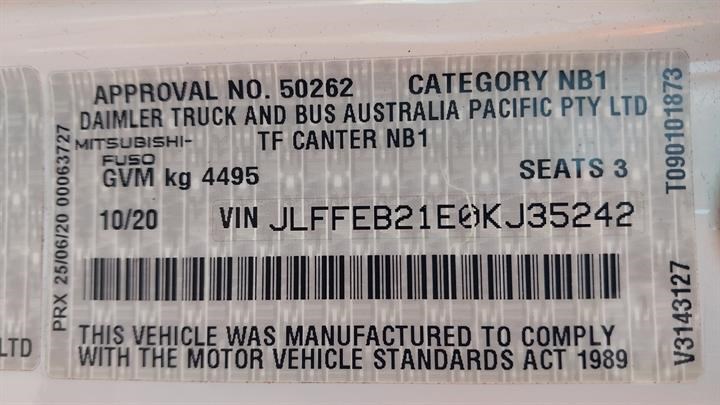 APPROVAL NO. 50262 CATEGORY NB1
DAIMLER TRUCK AND BUS AUSTRALIA PACIFIC PTY LTD
MITSUBISHI-
FUSO
TF CANTER NB1
GVM kg 4495
SEATS 3
10/20
VIN JLFFEB21E0KJ35242
THIS VEHICLE WAS MANUFACTURED TO COMPLY
WITH THE MOTOR VEHICLE STANDARDS ACT 1989
PRX 25/06/20 00063727
T090101873
V3143127
LTD